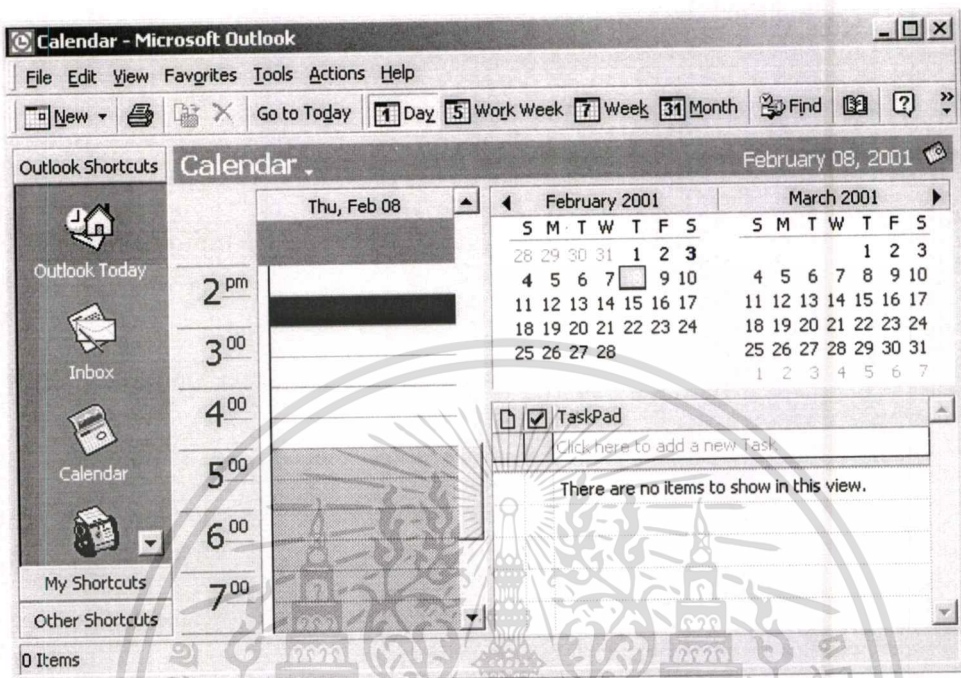 Calendar - Microsoft Outlook
File Edit View Favorites Tools Actions Help
New Go to Today 1 Day 5 Work Week 7 Week 31 Month Find
Outlook Shortcuts
Calendar
February 08, 2001
Outlook Today
Inbox
Calendar
My Shortcuts
Other Shortcuts
Thu, Feb 08
2 pm
3 00
4 00
5 00
6 00
7 00
February 2001
S M T W T F S
28 29 30 31 1 2 3
4 5 6 7 9 10
11 12 13 14 15 16 17
18 19 20 21 22 23 24
25 26 27 28
March 2001
S M T W T F S
1 2 3
4 5 6 7 8 9 10
11 12 13 14 15 16 17
18 19 20 21 22 23 24
25 26 27 28 29 30 31
1 2 3 4 5 6 7
TaskPad
Click here to add a new Task
There are no items to show in this view.
0 Items